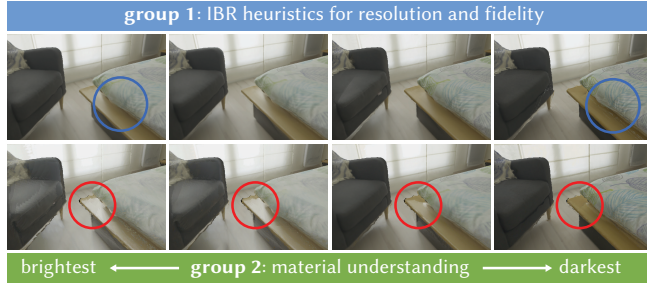 group 1: IBR heuristics for resolution and fidelity
brightest ← group 2: material understanding → darkest